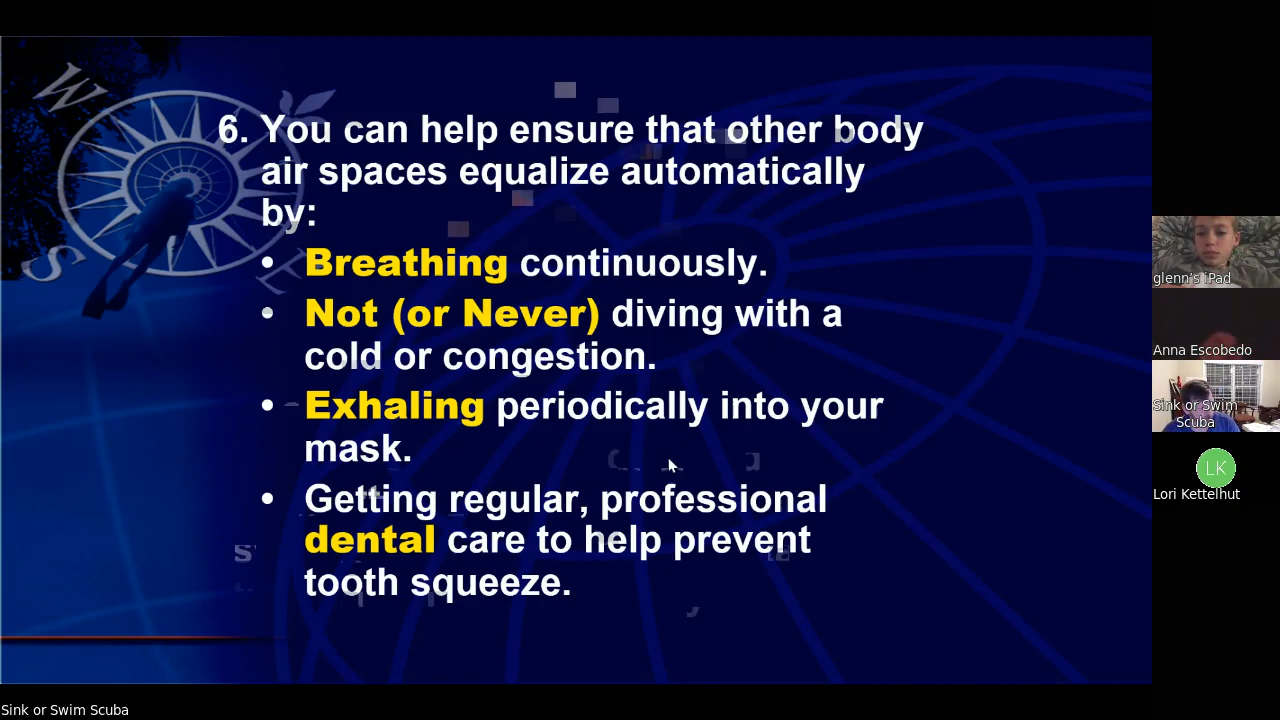 W
S
6. You can help ensure that other body
air spaces equalize automatically
by:
• Breathing continuously.
• Not (or Never) diving with a
cold or congestion.
• Exhaling periodically into your
mask.
• Getting regular, professional
dental care to help prevent
tooth squeeze.
glenn's iPad
Anna Escobedo
Sink or Swim
Scuba
LK
Lori Kettelhut
Sink or Swim Scuba